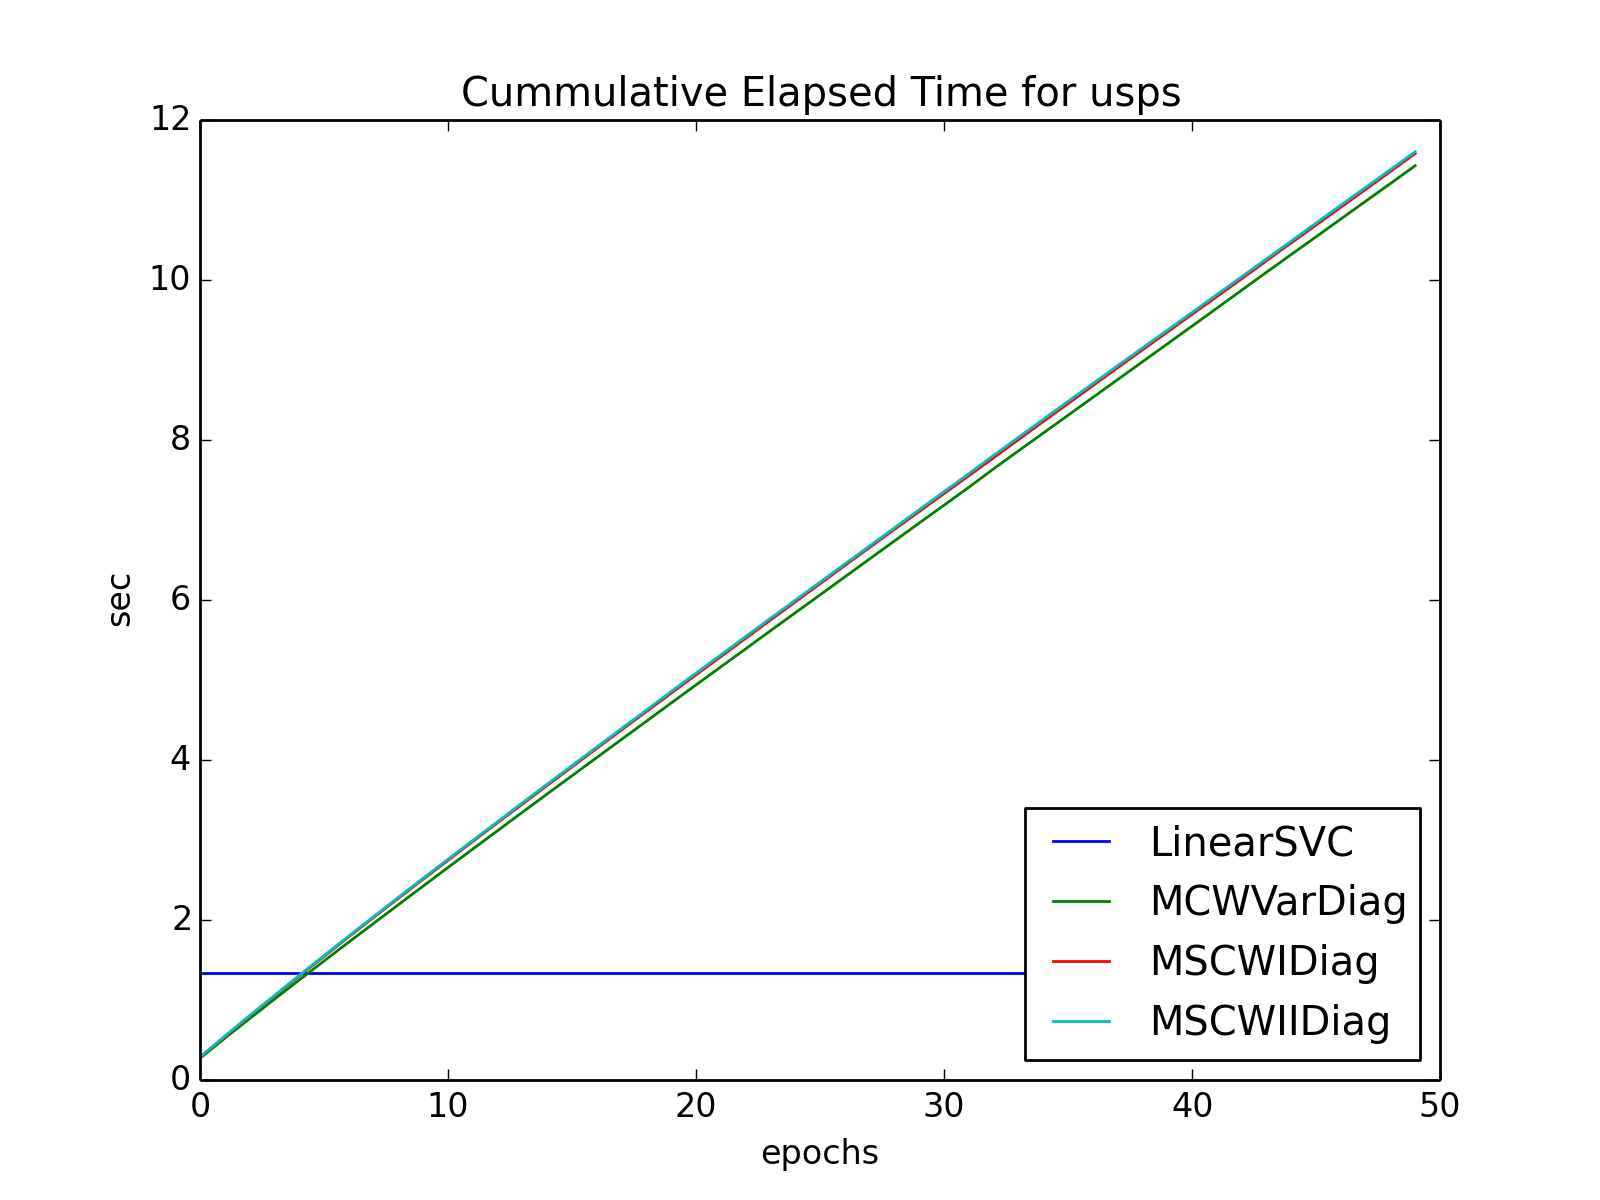 Cummulative Elapsed Time for usps
12
10
8
6
4
2
0
sec
0 10 20 30 40 50
epochs
LinearSVC
MCWVarDiag
MSCWIDiag
MSCWIIDiag